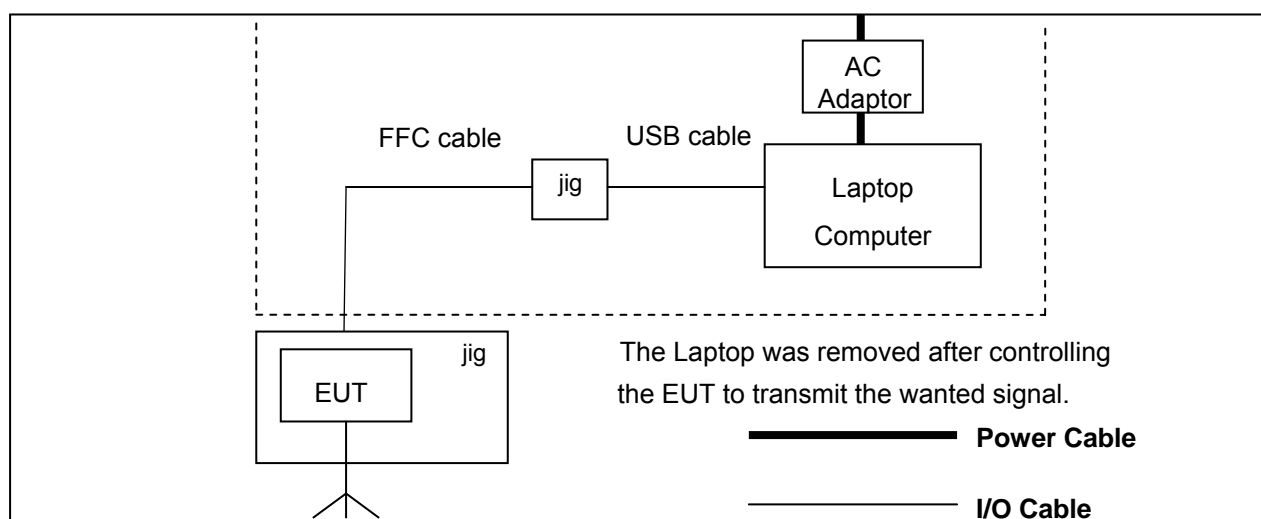 AC
Adaptor
FFC cable
USB cable
jig
Laptop
Computer
jig
EUT
The Laptop was removed after controlling
the EUT to transmit the wanted signal.
Power Cable
I/O Cable